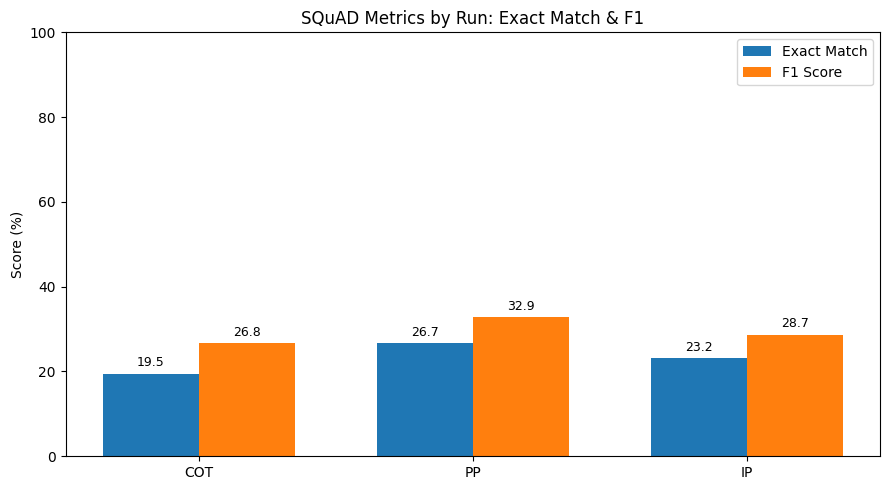 SQuAD Metrics by Run: Exact Match & F1
100
Exact Match
F1 Score
80
60
Score (%)
40
32.9
28.7
26.8
26.7
23.2
20
19.5
0
COT
PP
IP